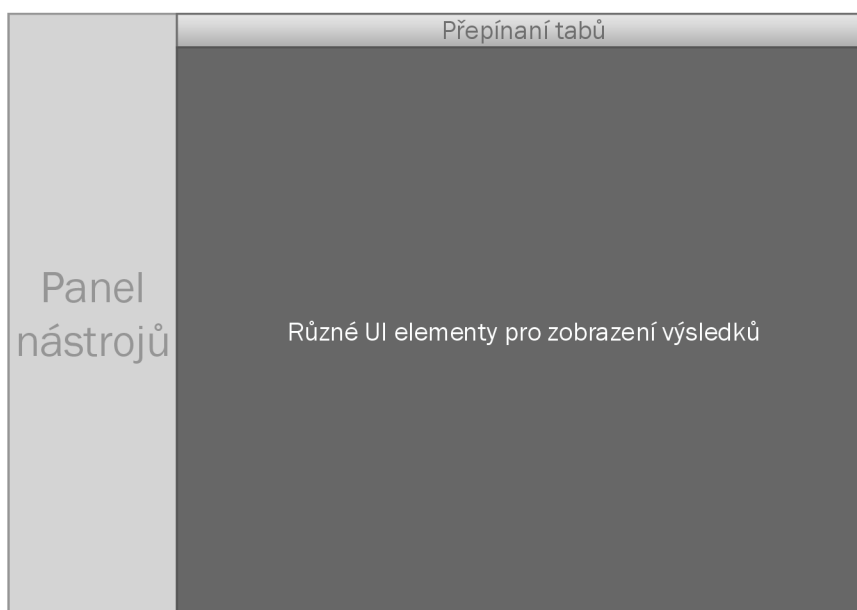 Přepínaní tabů
Panel
nástrojů
Různé UI elementy pro zobrazení výsledků